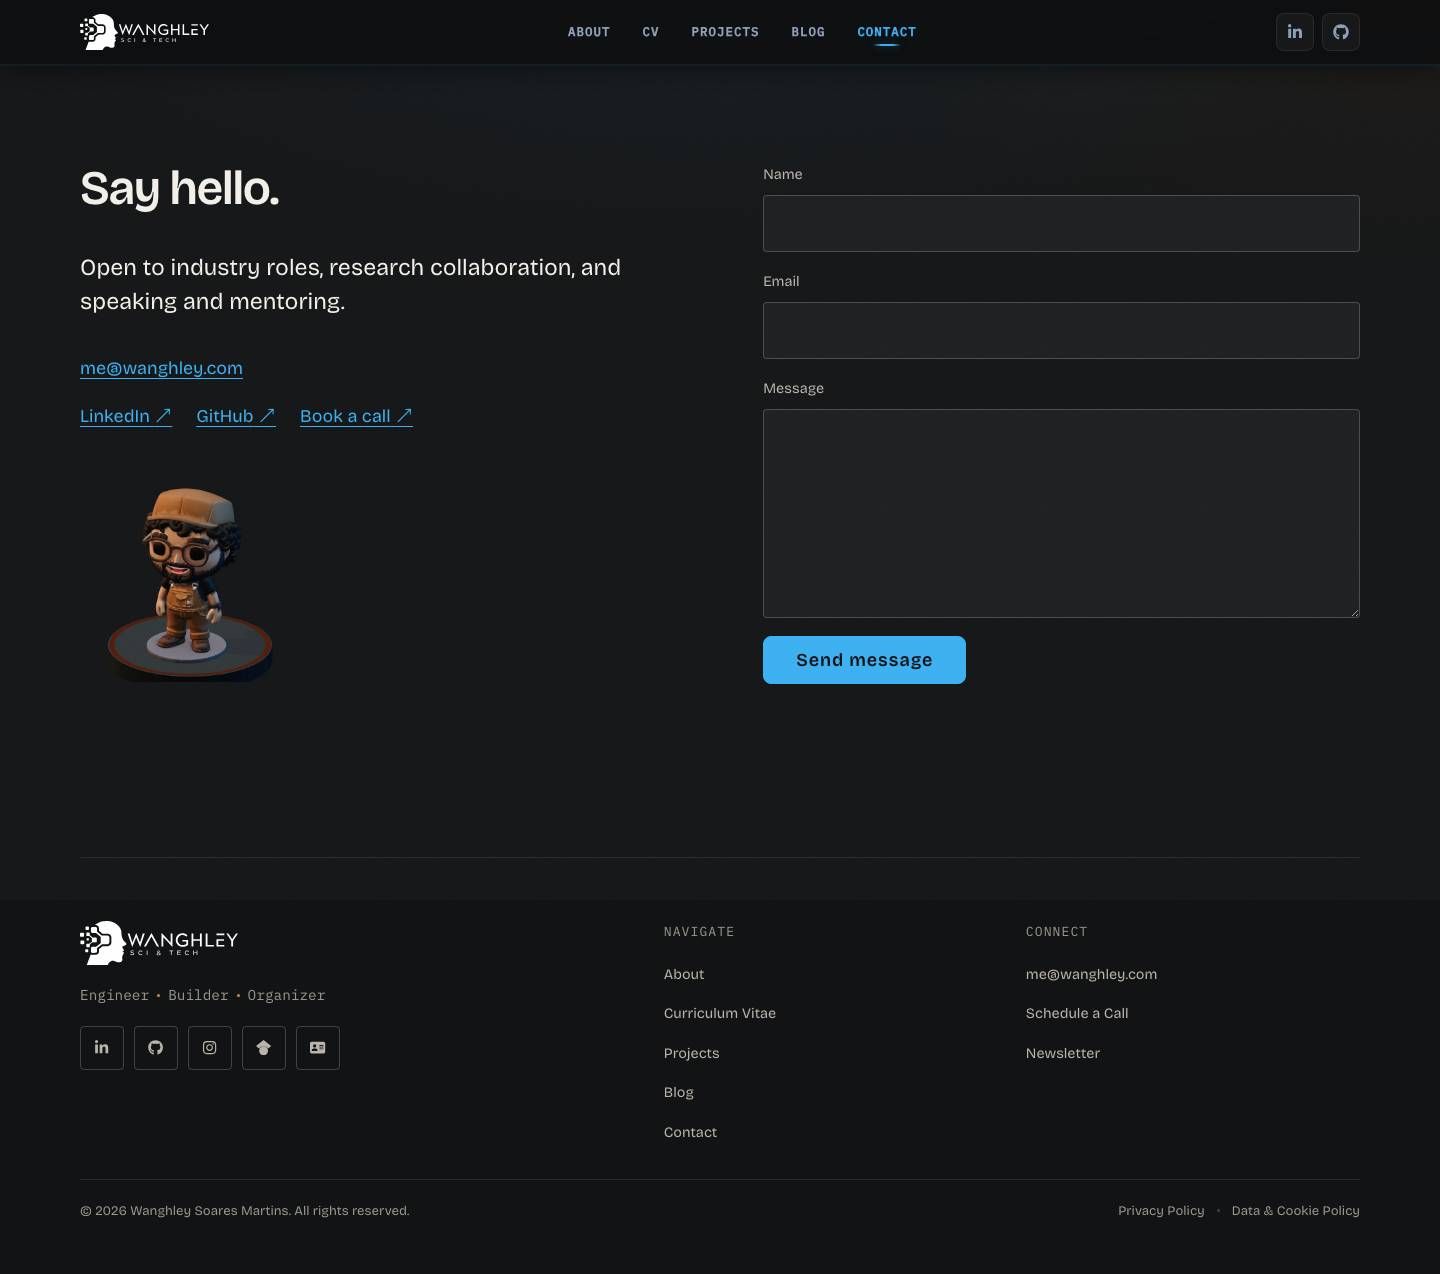 WANGHLEY
SCI & TECH
ABOUT
CV
PROJECTS
BLOG
CONTACT
in
Say hello.
Open to industry roles, research collaboration, and
speaking and mentoring.
me@wanghley.com
LinkedIn ↗
GitHub ↗
Book a call ↗
Name
Email
Message
Send message
WANGHLEY
SCI & TECH
Engineer • Builder • Organizer
in
NAVIGATE
About
Curriculum Vitae
Projects
Blog
Contact
CONNECT
me@wanghley.com
Schedule a Call
Newsletter
© 2026 Wanghley Soares Martins. All rights reserved.
Privacy Policy • Data & Cookie Policy